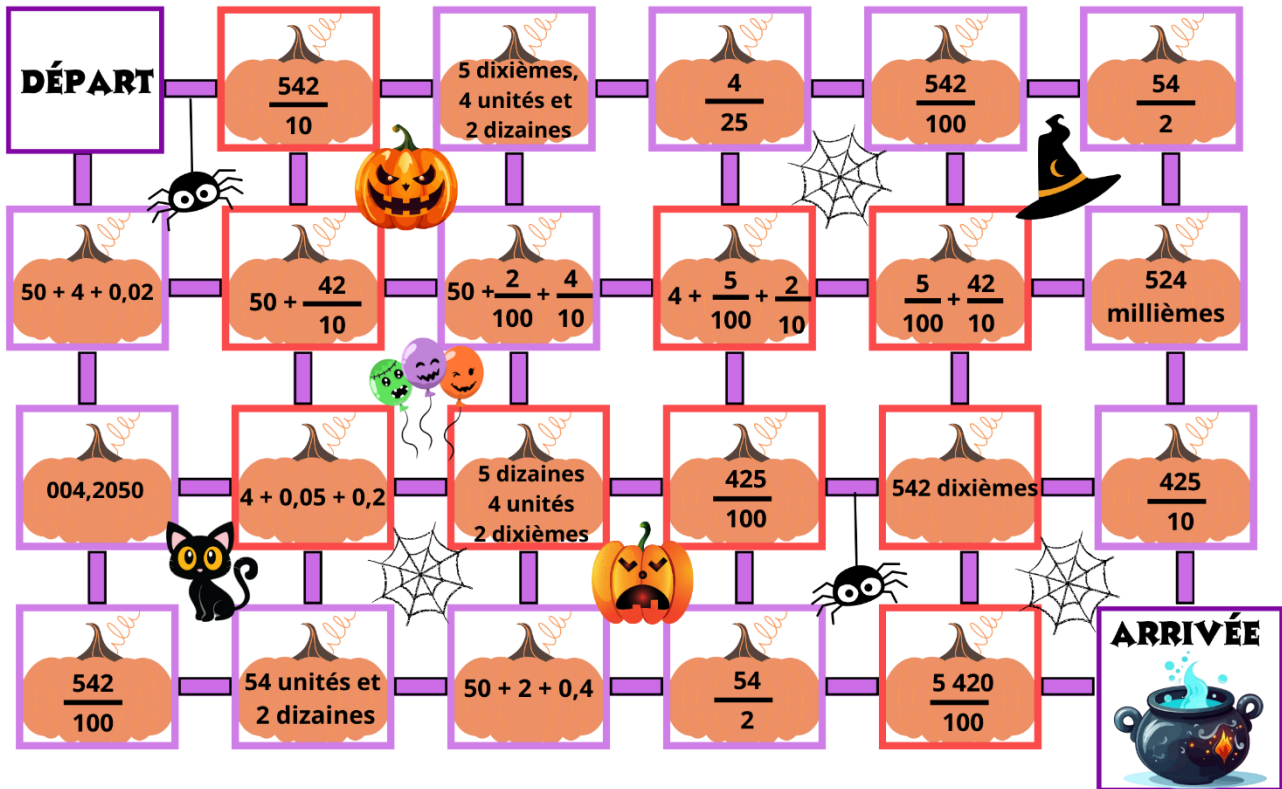 DÉPART
542
10
5 dixièmes,
4 unités et
2 dizaines
4
25
542
100
54
2
50 + 4 + 0,02
50 + 42
10
50 + 2 + 4
100 10
4 + 5 + 2
100 10
5 + 42
100 10
524
millièmes
004,2050
4 + 0,05 + 0,2
5 dizaines
4 unités
2 dixièmes
425
100
542 dixièmes
425
10
542
100
54 unités et
2 dizaines
50 + 2 + 0,4
54
2
5 420
100
ARRIVÉE